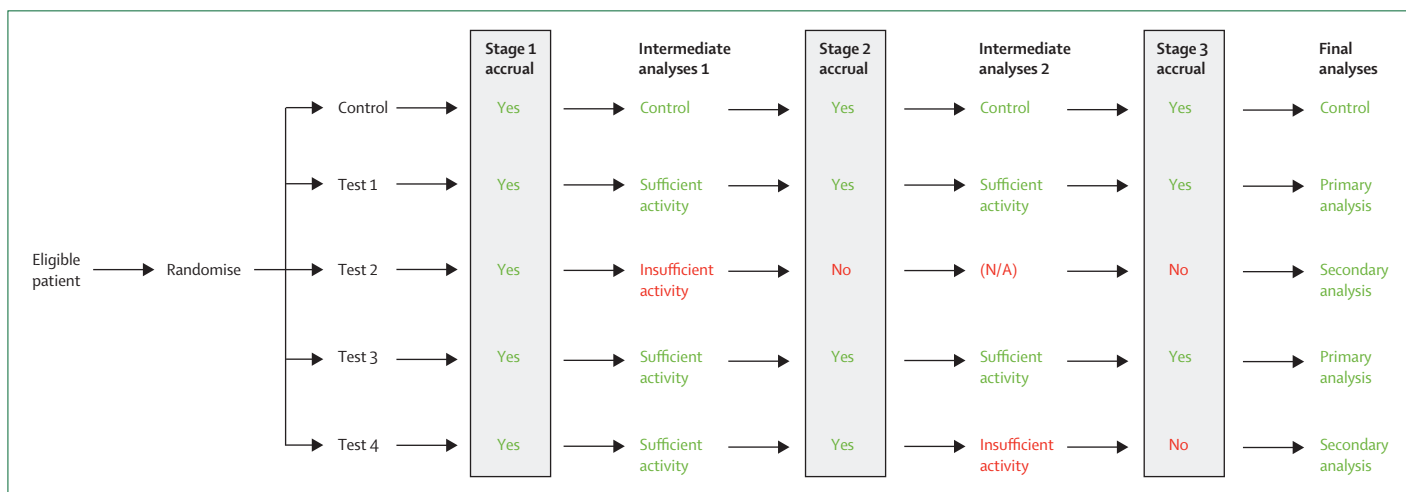 Stage 1
accrual
Intermediate
analyses 1
Stage 2
accrual
Intermediate
analyses 2
Stage 3
accrual
Final
analyses
Eligible
patient
Randomise
Control
Yes
Control
Yes
Control
Yes
Control
Test 1
Yes
Sufficient
activity
Yes
Sufficient
activity
Yes
Primary
analysis
Test 2
Yes
Insufficient
activity
No
(N/A)
No
Secondary
analysis
Test 3
Yes
Sufficient
activity
Yes
Sufficient
activity
Yes
Primary
analysis
Test 4
Yes
Sufficient
activity
Yes
Insufficient
activity
No
Secondary
analysis